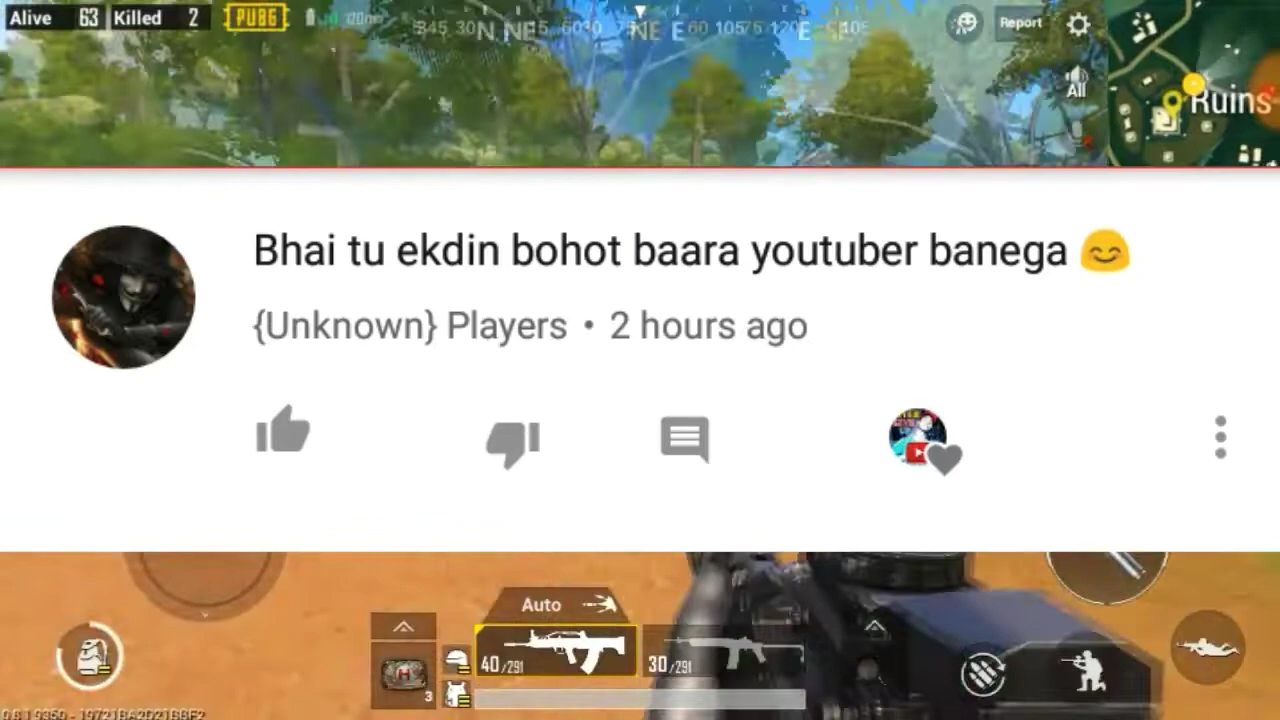 Alive 63 Killed 2 PUBG
Report
All
Ruins
Bhai tu ekdin bohot baara youtuber banega 😊
{Unknown} Players • 2 hours ago
Auto
40/291 30/291
3